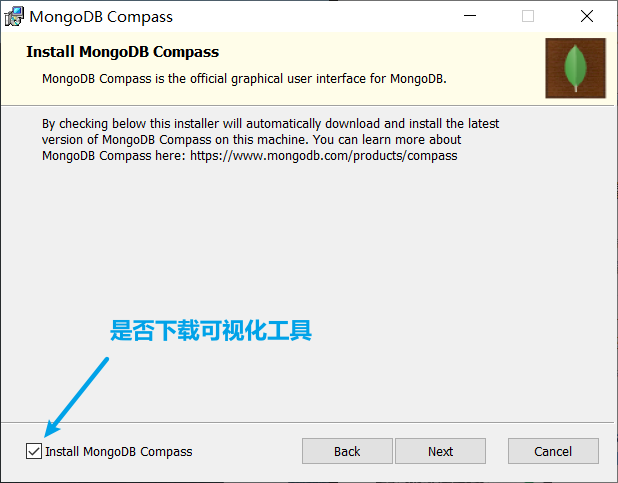 MongoDB Compass
Install MongoDB Compass
MongoDB Compass is the official graphical user interface for MongoDB.
By checking below this installer will automatically download and install the latest
version of MongoDB Compass on this machine. You can learn more about
MongoDB Compass here: https://www.mongodb.com/products/compass
是否下载可视化工具
Install MongoDB Compass
Back
Next
Cancel